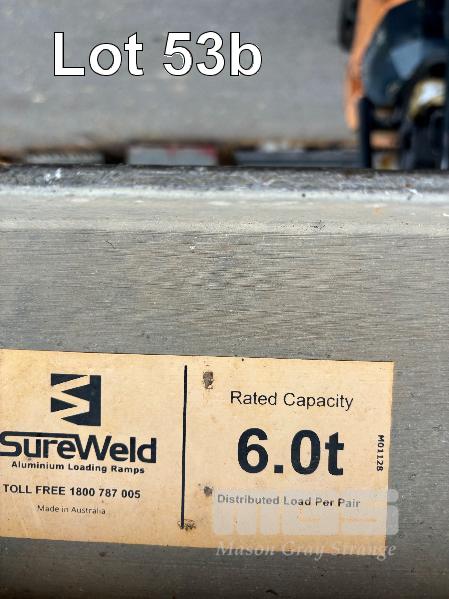 Lot 53b
SureWeld
Aluminium Loading Ramps
TOLL FREE 1800 787 005
Made in Australia
Rated Capacity
6.0t
Distributed Load Per Pair
M01128
MGS
Mason Gray Strange